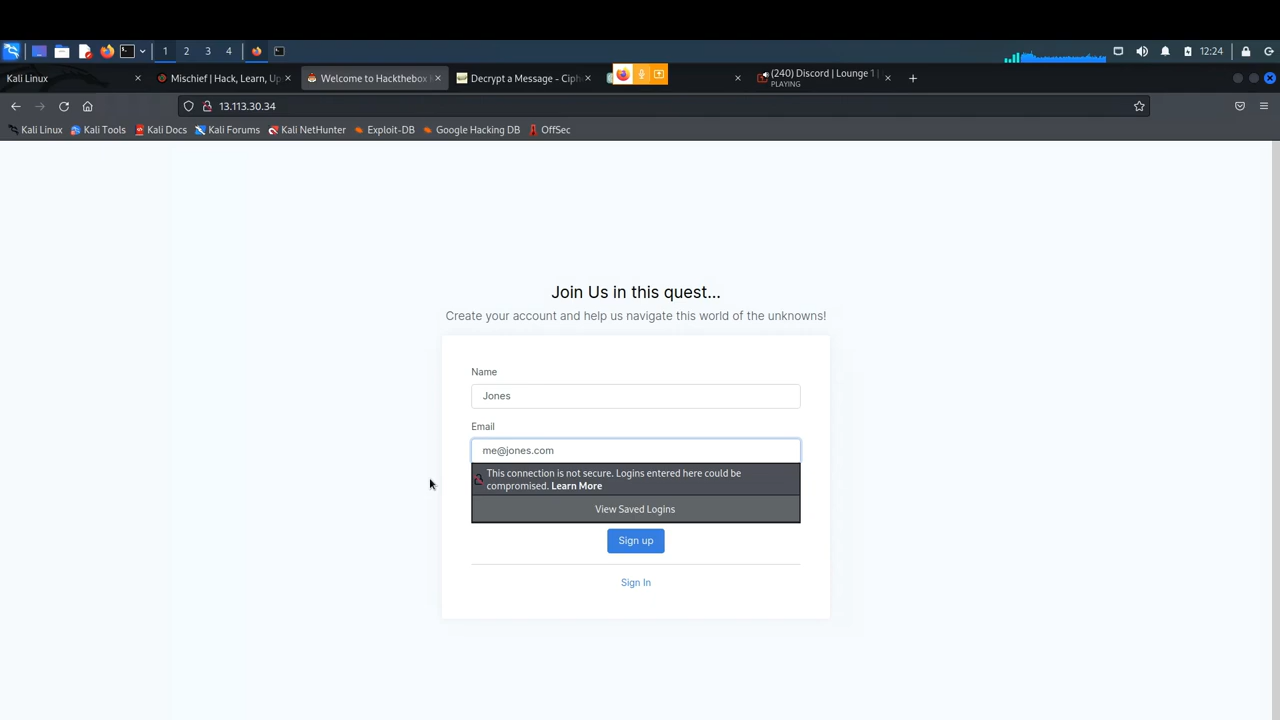 1 2 3 4 12:24
Kali Linux Mischief | Hack, Learn, Up Welcome to Hackthebox Decrypt a Message - Ciph (240) Discord | Lounge 1 |
PLAYING
13.113.30.34
Kali Linux Kali Tools Kali Docs Kali Forums Kali NetHunter Exploit-DB Google Hacking DB OffSec
Join Us in this quest...
Create your account and help us navigate this world of the unknowns!
Name
Jones
Email
me@jones.com
This connection is not secure. Logins entered here could be
compromised. Learn More
View Saved Logins
Sign up
Sign In